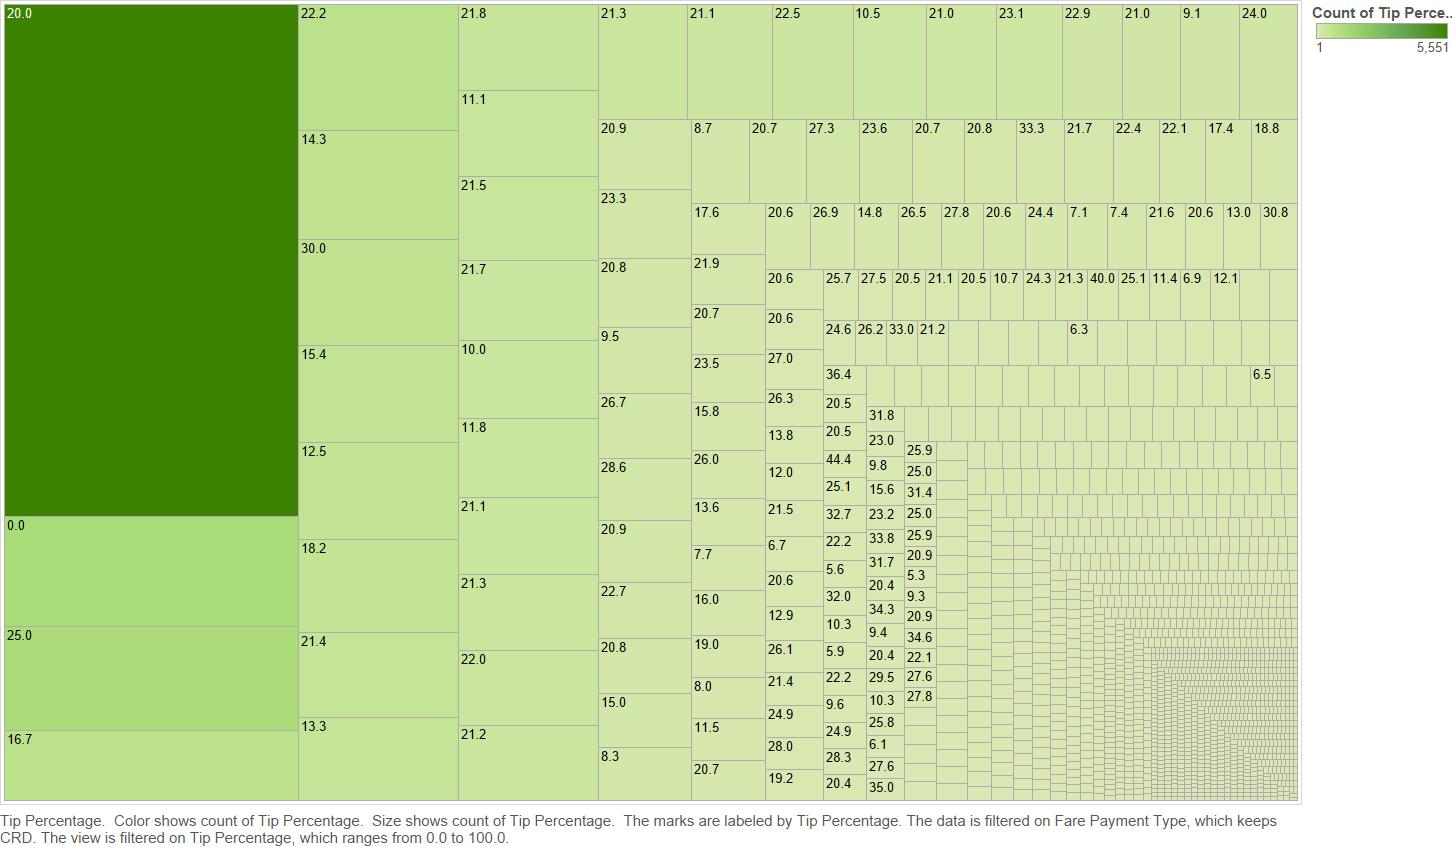 20.0 22.2 21.8 21.3 21.1 22.5 10.5 21.0 23.1 22.9 21.0 9.1 24.0
Count of Tip Perce..
1 5,551
11.1
20.9 8.7 20.7 27.3 23.6 20.7 20.8 33.3 21.7 22.4 22.1 17.4 18.8
14.3
21.5
23.3
17.6 20.6 26.9 14.8 26.5 27.8 20.6 24.4 7.1 7.4 21.6 20.6 13.0 30.8
30.0
21.7 20.8 21.9
20.6 25.7 27.5 20.5 21.1 20.5 10.7 24.3 21.3 40.0 25.1 11.4 6.9 12.1
20.7 20.6
24.6 26.2 33.0 21.2 6.3
9.5
15.4 10.0 27.0
23.5
36.4 6.5
26.7 26.3 20.5
15.8 31.8
11.8 13.8 20.5
23.0
12.5 25.9
28.6 26.0 44.4 9.8
12.0 25.0
25.1 15.6 31.4
21.1 13.6 21.5 32.7 23.2 25.0
0.0 20.9
22.2 33.8 25.9
18.2 7.7 6.7 20.9
5.6 31.7
21.3 20.6 5.3
22.7 16.0 32.0 20.4 9.3
12.9 34.3 20.9
10.3 9.4
25.0 21.4 20.8 19.0 26.1 5.9 34.6
22.0 20.4 22.1
8.0 21.4 22.2 29.5 27.6
15.0 9.6 10.3 27.8
24.9
13.3 11.5 25.8
16.7 21.2 28.0 24.9 6.1
8.3 20.7 28.3 27.6
19.2 20.4 35.0
Tip Percentage.  Color shows count of Tip Percentage.  Size shows count of Tip Percentage.  The marks are labeled by Tip Percentage. The data is filtered on Fare Payment Type, which keeps
CRD. The view is filtered on Tip Percentage, which ranges from 0.0 to 100.0.